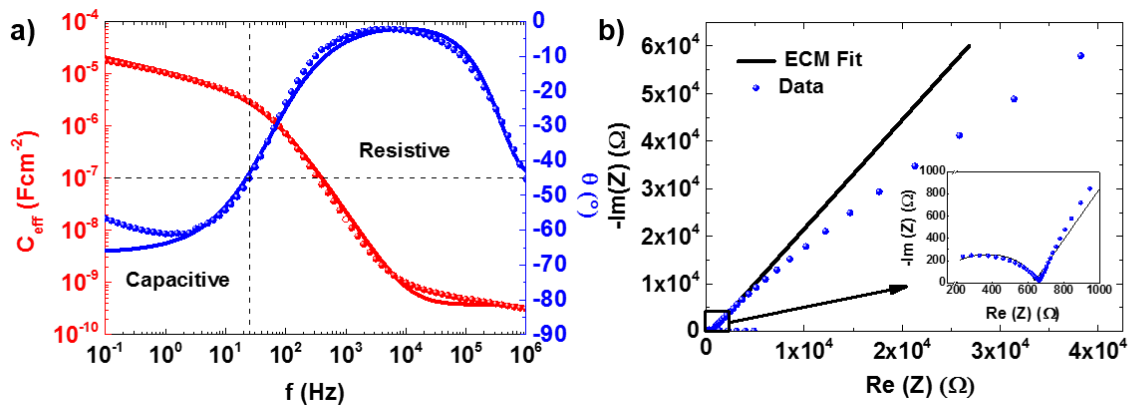 a)
10⁻⁴
10⁻⁵
10⁻⁶
10⁻⁷
10⁻⁸
10⁻⁹
10⁻¹⁰
C_eff (Fcm⁻²)
Resistive
Capacitive
0
-10
-20
-30
-40
-50
-60
-70
-80
-90
θ (°)
10⁻¹ 10⁰ 10¹ 10² 10³ 10⁴ 10⁵ 10⁶
f (Hz)
b)
6x10⁴
5x10⁴
4x10⁴
3x10⁴
2x10⁴
1x10⁴
0
-Im(Z) (Ω)
ECM Fit
Data
1000
800
600
400
200
0
-Im (Z) (Ω)
200 400 600 800 1000
Re (Z) (Ω)
0 1x10⁴ 2x10⁴ 3x10⁴ 4x10⁴
Re (Z) (Ω)